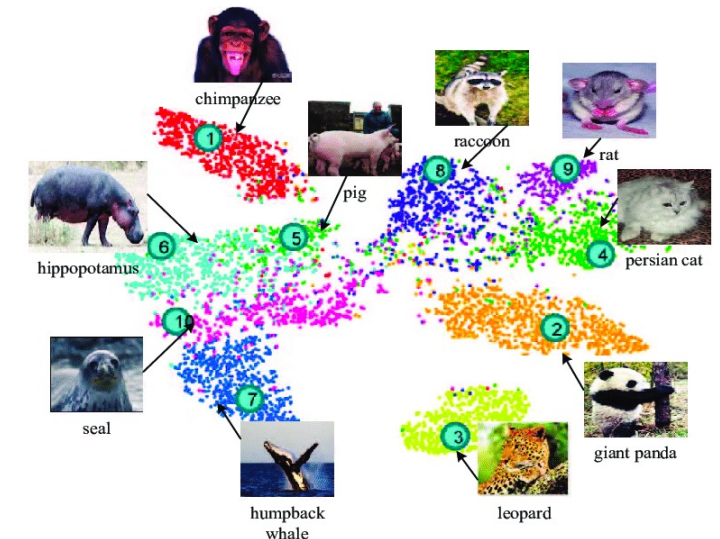 chimpanzee
1
raccoon
8
9
rat
pig
6
5
hippopotamus
4
persian cat
10
2
seal
7
3
giant panda
humpback
whale
leopard